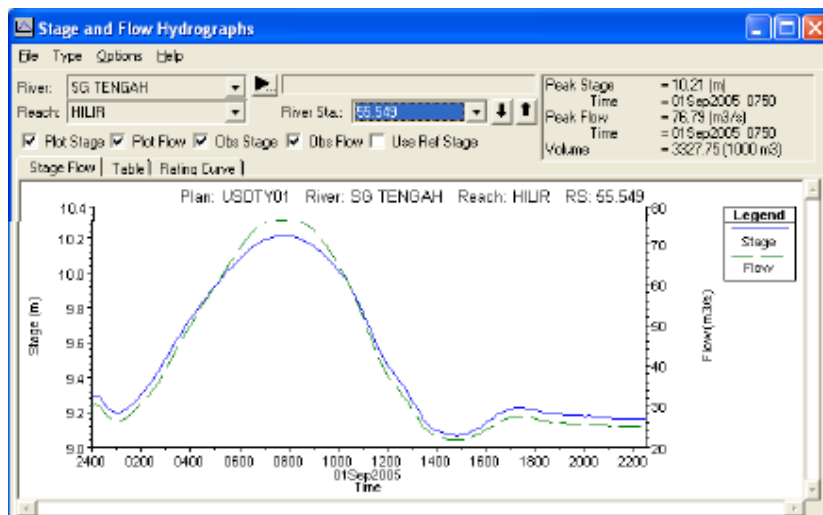 Stage and Flow Hydrographs
File Type Options Help
River: SG TENGAH
Reach: HILIR River Sta.: 55.549
Plot Stage Plot Flow Obs Stage Obs Flow Use Ref Stage
Peak Stage = 10.21 (m)
Time = 01Sep2005 0750
Peak Flow = 76.79 (m3/s)
Time = 01Sep2005 0750
Volume = 3327.75 (1000 m3)
Stage Flow Table Rating Curve
Plan: USDTY01 River: SG TENGAH Reach: HILIR RS: 55.549
Legend
Stage
Flow
Stage (m)
10.4
10.2
10.0
9.8
9.6
9.4
9.2
9.0
80
70
60
50
40
30
20
Flow (m3/s)
2400 0200 0400 0600 0800 1000 1200 1400 1600 1800 2000 2200
01Sep2005
Time